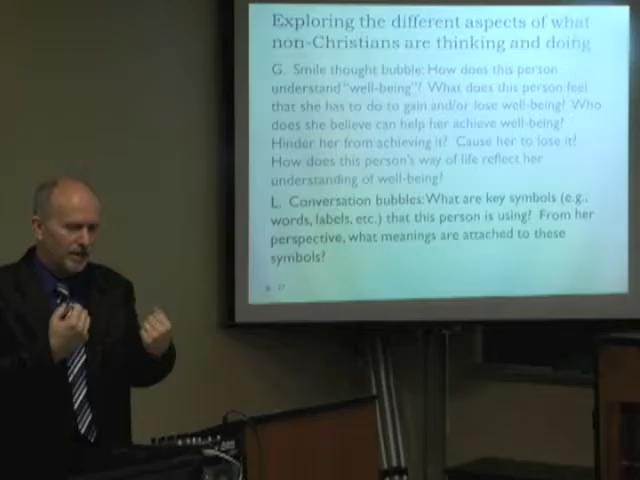 Exploring the different aspects of what
non-Christians are thinking and doing
G. Smile thought bubble: How does this person
understand "well-being"? What does this person feel
that she has to do to gain and/or lose well-being? Who
does she believe can help her achieve well-being?
Hinder her from achieving it? Cause her to lose it?
How does this person's way of life reflect her
understanding of well-being?
L. Conversation bubbles: What are key symbols (e.g.,
words, labels, etc.) that this person is using? From her
perspective, what meanings are attached to these
symbols?